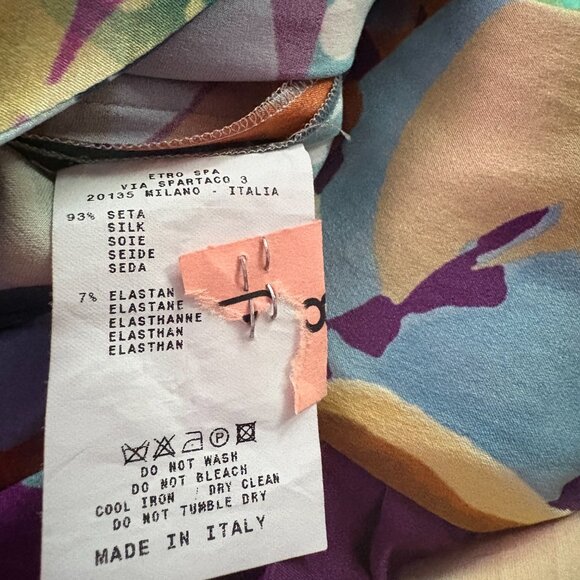 ETRO SPA
VIA SPARTACO 3
20135 MILANO - ITALIA
93% SETA
SILK
SOIE
SEIDE
SEDA
7% ELASTAN
ELASTANE
ELASTHANNE
ELASTHAN
ELASTHAN
DO NOT WASH
DO NOT BLEACH
COOL IRON / DRY CLEAN
DO NOT TUMBLE DRY
MADE IN ITALY